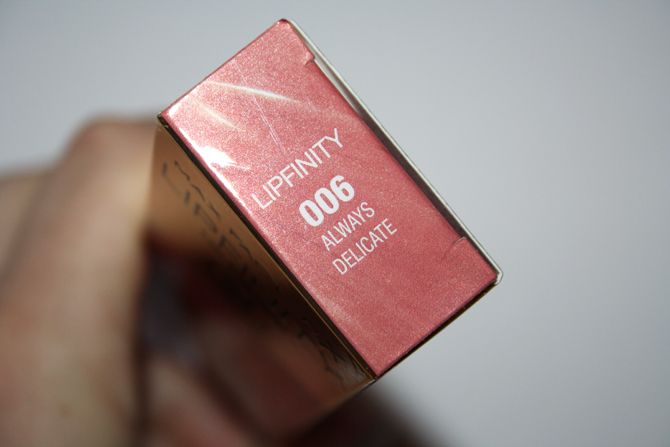 LIPFINITY
006
ALWAYS
DELICATE